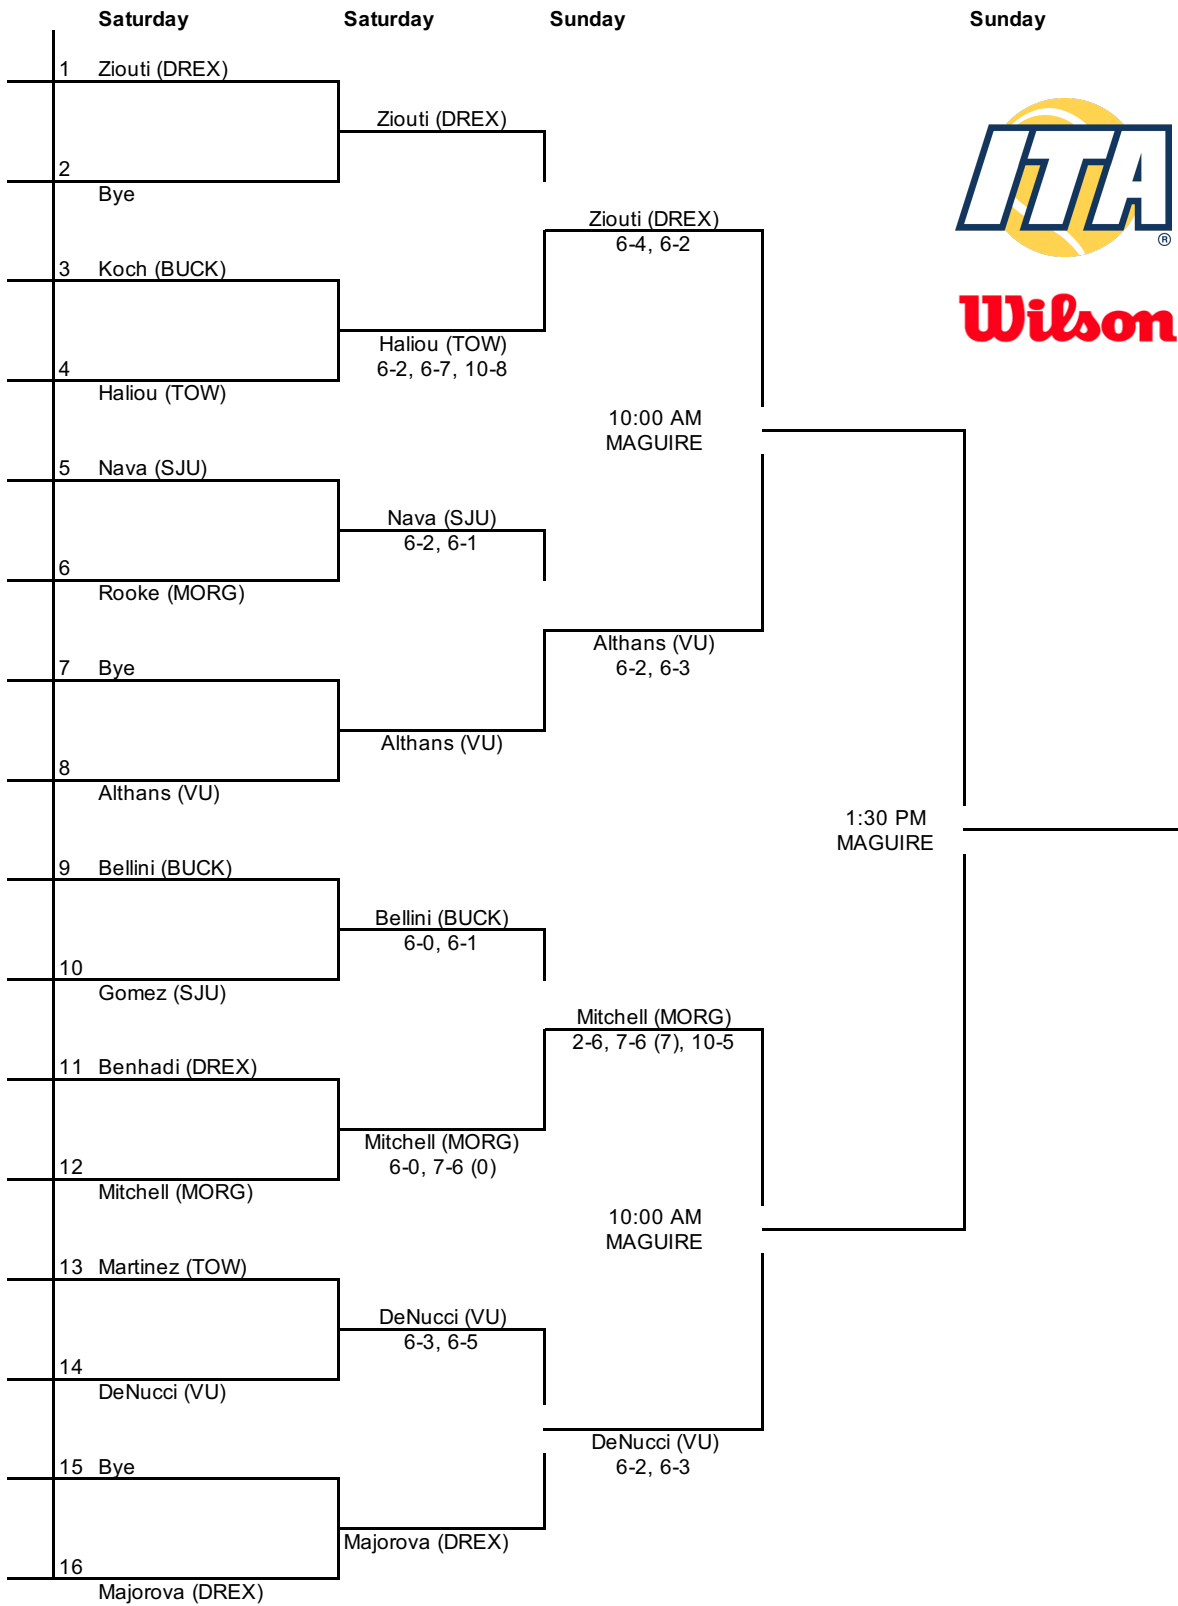 Saturday Saturday Sunday Sunday
1 Ziouti (DREX)
Ziouti (DREX)
2
Bye
Ziouti (DREX)
6-4, 6-2
3 Koch (BUCK)
Haliou (TOW)
6-2, 6-7, 10-8
4
Haliou (TOW)
10:00 AM
MAGUIRE
5 Nava (SJU)
Nava (SJU)
6-2, 6-1
6
Rooke (MORG)
Althans (VU)
6-2, 6-3
7 Bye
Althans (VU)
8
Althans (VU)
1:30 PM
MAGUIRE
9 Bellini (BUCK)
Bellini (BUCK)
6-0, 6-1
10
Gomez (SJU)
Mitchell (MORG)
2-6, 7-6 (7), 10-5
11 Benhadi (DREX)
Mitchell (MORG)
6-0, 7-6 (0)
12
Mitchell (MORG)
10:00 AM
MAGUIRE
13 Martinez (TOW)
DeNucci (VU)
6-3, 6-5
14
DeNucci (VU)
DeNucci (VU)
6-2, 6-3
15 Bye
Majorova (DREX)
16
Majorova (DREX)
ITA
®
Wilson